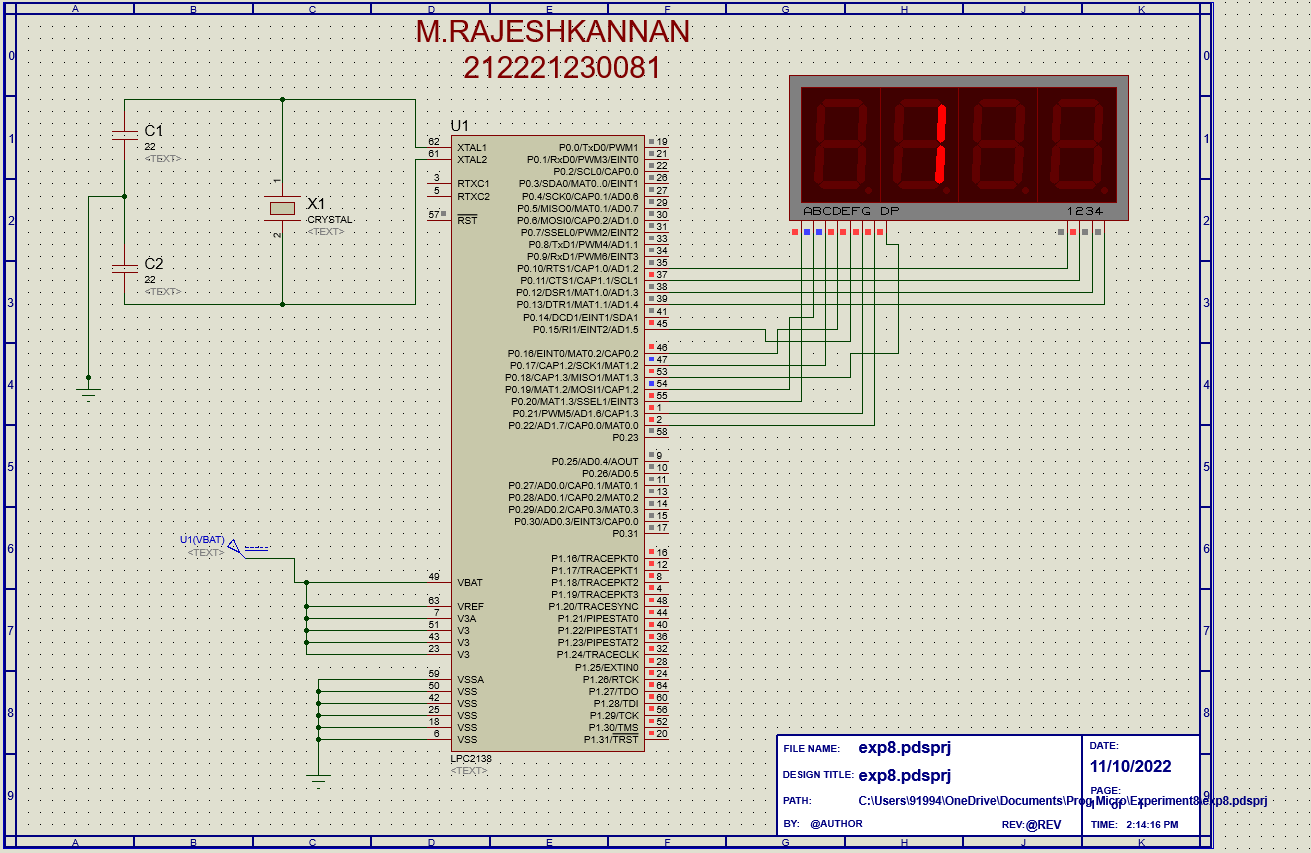 A B C D E F G H J K
M.RAJESHKANNAN
212221230081
0 0
1 1
2 2
3 3
4 4
5 5
6 6
7 7
8 8
9 9
C1
22
<TEXT>
C2
22
<TEXT>
1
X1
CRYSTAL
<TEXT>
2
U1(VBAT)
<TEXT>
U1
62 XTAL1
61 XTAL2
3 RTXC1
5 RTXC2
57 RST
49 VBAT
63 VREF
7 V3A
51 V3
43 V3
23 V3
59 VSSA
50 VSS
42 VSS
25 VSS
18 VSS
6 VSS
P0.0/TxD0/PWM1 19
P0.1/RxD0/PWM3/EINT0 21
P0.2/SCL0/CAP0.0 22
P0.3/SDA0/MAT0..0/EINT1 26
P0.4/SCK0/CAP0.1/AD0.6 27
P0.5/MISO0/MAT0.1/AD0.7 29
P0.6/MOSI0/CAP0.2/AD1.0 30
P0.7/SSEL0/PWM2/EINT2 31
P0.8/TxD1/PWM4/AD1.1 33
P0.9/RxD1/PWM6/EINT3 34
P0.10/RTS1/CAP1.0/AD1.2 35
P0.11/CTS1/CAP1.1/SCL1 37
P0.12/DSR1/MAT1.0/AD1.3 38
P0.13/DTR1/MAT1.1/AD1.4 39
P0.14/DCD1/EINT1/SDA1 41
P0.15/RI1/EINT2/AD1.5 45
P0.16/EINT0/MAT0.2/CAP0.2 46
P0.17/CAP1.2/SCK1/MAT1.2 47
P0.18/CAP1.3/MISO1/MAT1.3 53
P0.19/MAT1.2/MOSI1/CAP1.2 54
P0.20/MAT1.3/SSEL1/EINT3 55
P0.21/PWM5/AD1.6/CAP1.3 1
P0.22/AD1.7/CAP0.0/MAT0.0 2
P0.23 58
P0.25/AD0.4/AOUT 9
P0.26/AD0.5 10
P0.27/AD0.0/CAP0.1/MAT0.1 11
P0.28/AD0.1/CAP0.2/MAT0.2 13
P0.29/AD0.2/CAP0.3/MAT0.3 14
P0.30/AD0.3/EINT3/CAP0.0 15
P0.31 17
P1.16/TRACEPKT0 16
P1.17/TRACEPKT1 12
P1.18/TRACEPKT2 8
P1.19/TRACEPKT3 4
P1.20/TRACESYNC 48
P1.21/PIPESTAT0 44
P1.22/PIPESTAT1 40
P1.23/PIPESTAT2 36
P1.24/TRACECLK 32
P1.25/EXTIN0 28
P1.26/RTCK 24
P1.27/TDO 64
P1.28/TDI 60
P1.29/TCK 56
P1.30/TMS 52
P1.31/TRST 20
LPC2138
<TEXT>
1
ABCDEFG DP 1234
FILE NAME: exp8.pdsprj
DESIGN TITLE: exp8.pdsprj
PATH: C:\Users\91994\OneDrive\Documents\Prog Micro\Experiment8\exp8.pdsprj
BY: @AUTHOR REV:@REV
DATE:
11/10/2022
PAGE:
1 of 1
TIME: 2:14:16 PM
A B C D E F G H J K